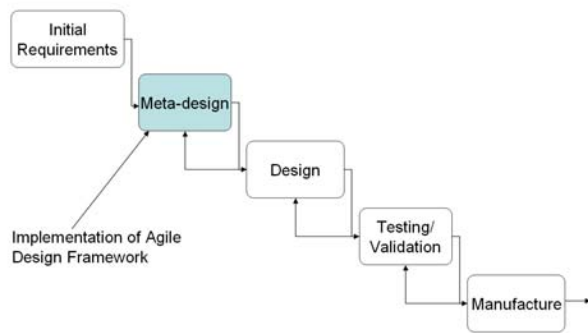 Initial
Requirements
Meta-design
Design
Implementation of Agile
Design Framework
Testing/
Validation
Manufacture